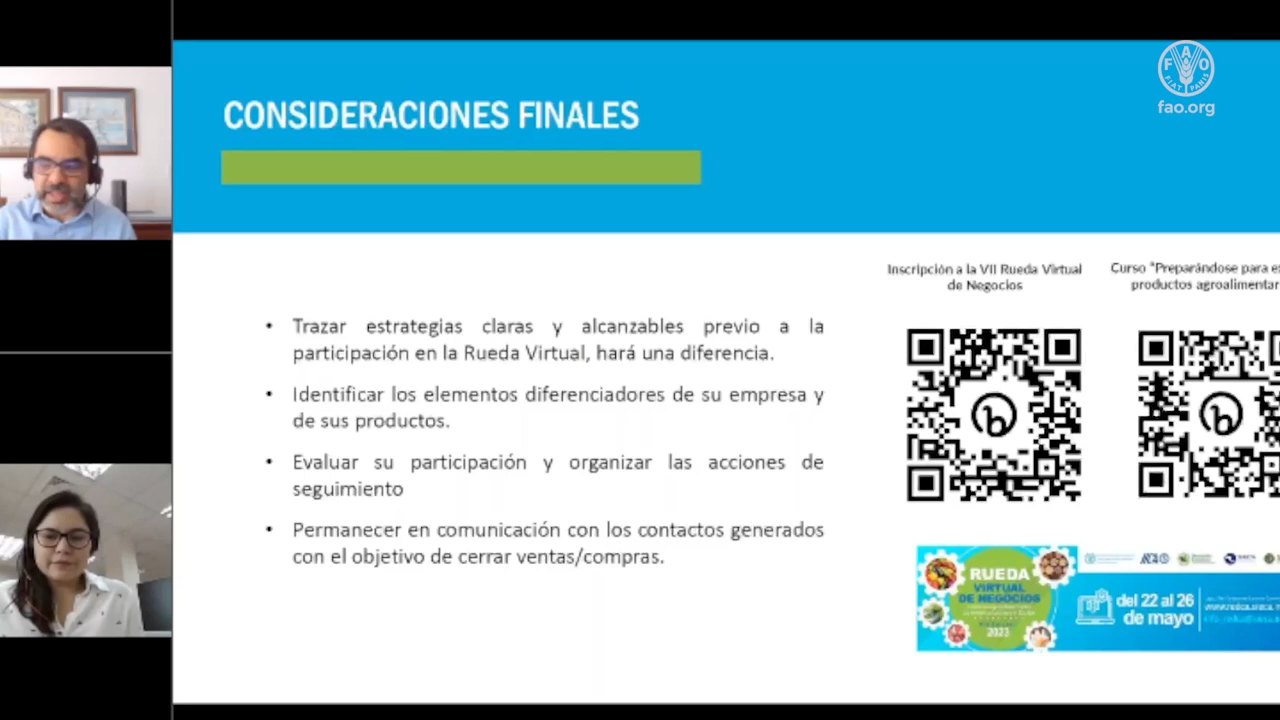 FAO
FIAT PANIS
fao.org
CONSIDERACIONES FINALES
Inscripción a la VII Rueda Virtual
de Negocios
Curso "Preparándose para e
productos agroalimentar
• Trazar estrategias claras y alcanzables previo a la
participación en la Rueda Virtual, hará una diferencia.
• Identificar los elementos diferenciadores de su empresa y
de sus productos.
• Evaluar su participación y organizar las acciones de
seguimiento
• Permanecer en comunicación con los contactos generados
con el objetivo de cerrar ventas/compras.
RUEDA
VIRTUAL
DE NEGOCIOS
2023
del 22 al 26
de mayo